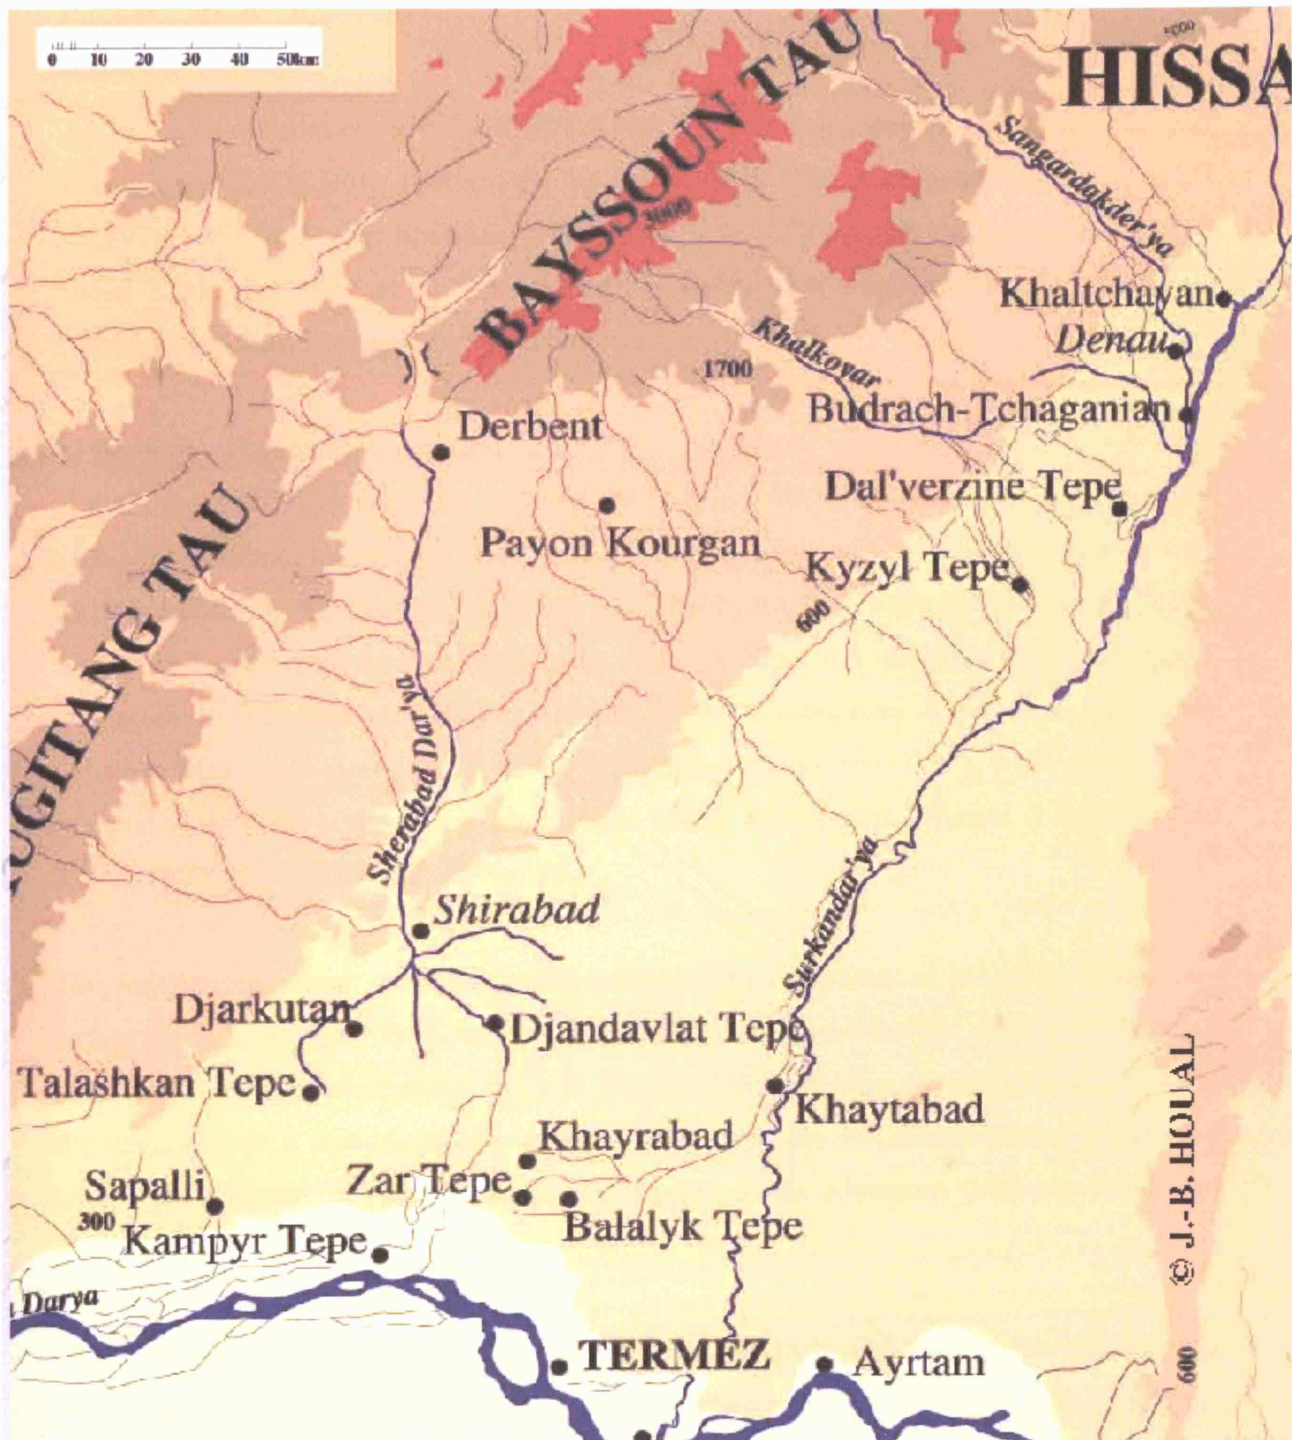 0 10 20 30 40 50km
HISSA
BAYSSOUN TAU
3000
Sangardakder'ya
Khaltchayan
Denau
Khalkovar
1700
Budrach-Tchaganian
Derbent
Dal'verzine Tepe
Payon Kourgan
Kyzyl Tepe
600
UGITANG TAU
Sherabad Dar'ya
Surkandar'ya
Shirabad
Djarkutan
Djandavlat Tepe
Talashkan Tepe
Khaytabad
Khayrabad
Zar Tepe
Sapalli
300
Balalyk Tepe
Kampyr Tepe
Darya
TERMEZ
Ayrtam
600
© J.-B. HOUAL